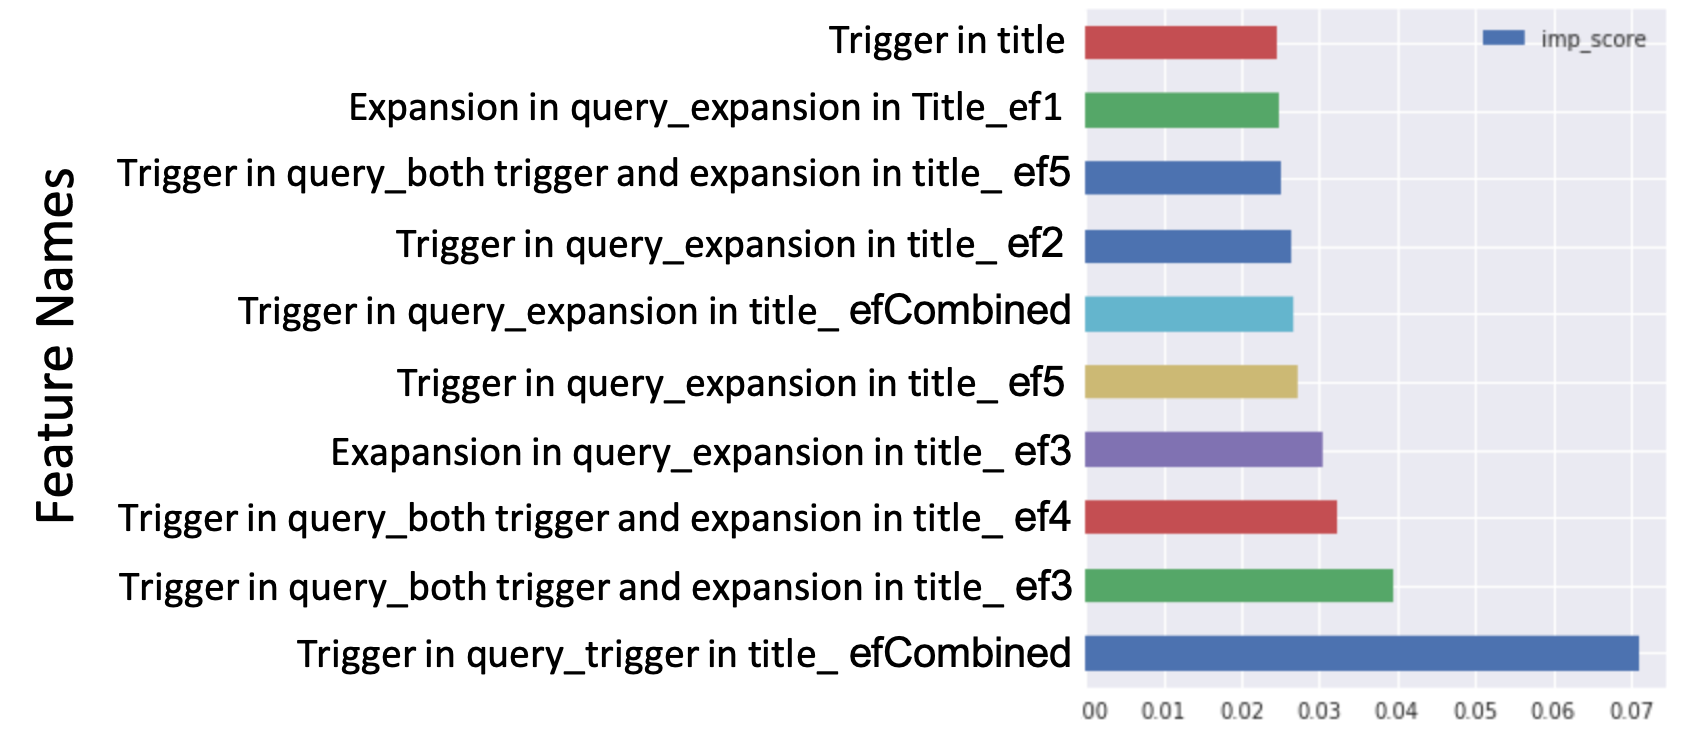 Feature Names
Trigger in title
Expansion in query_expansion in Title_ef1
Trigger in query_both trigger and expansion in title_ ef5
Trigger in query_expansion in title_ ef2
Trigger in query_expansion in title_ efCombined
Trigger in query_expansion in title_ ef5
Exapansion in query_expansion in title_ ef3
Trigger in query_both trigger and expansion in title_ ef4
Trigger in query_both trigger and expansion in title_ ef3
Trigger in query_trigger in title_ efCombined
imp_score
00 0.01 0.02 0.03 0.04 0.05 0.06 0.07